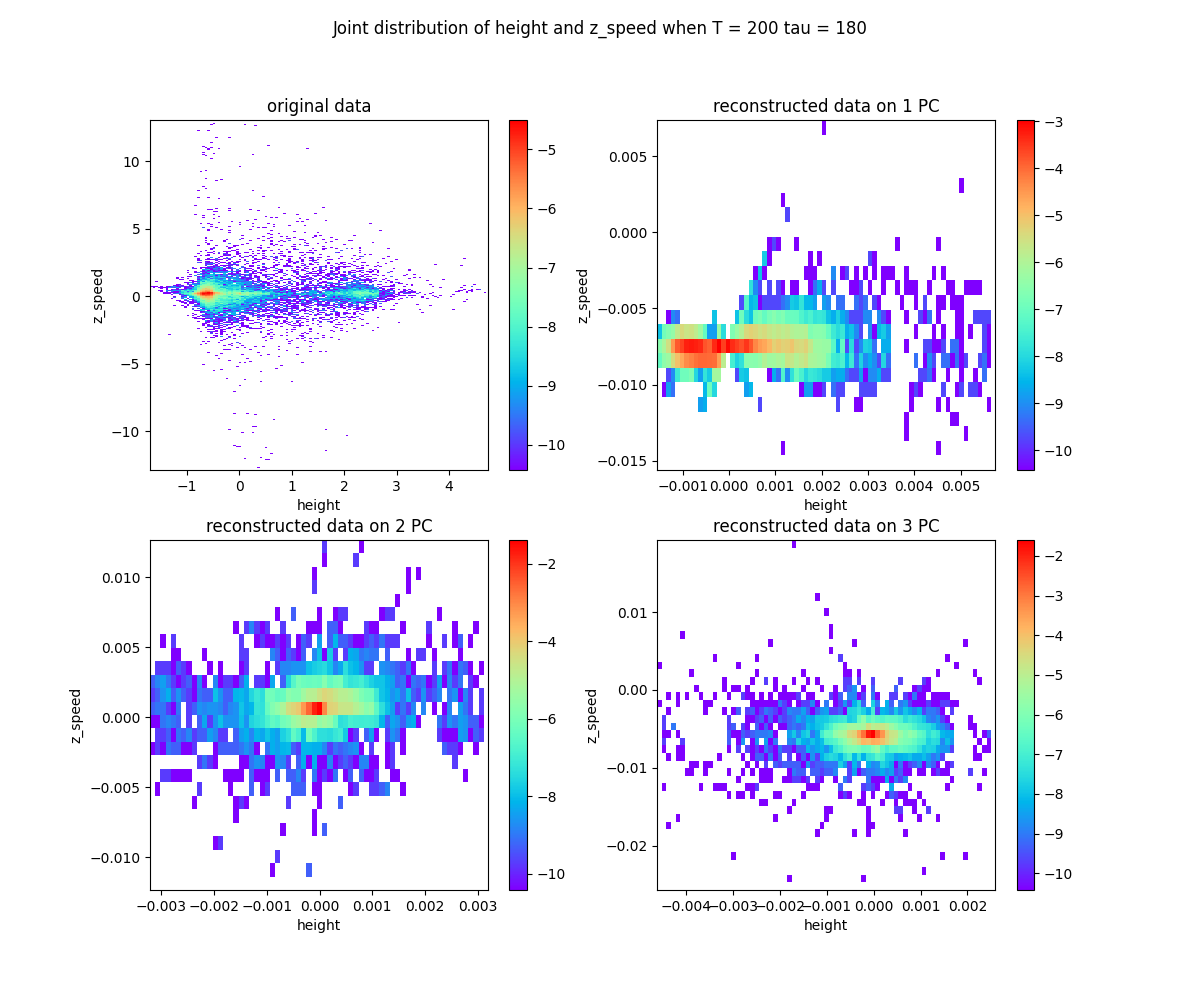 Joint distribution of height and z_speed when T = 200 tau = 180
original data
10
5
0
−5
−10
z_speed
−1 0 1 2 3 4
height
−5
−6
−7
−8
−9
−10
reconstructed data on 1 PC
0.005
0.000
−0.005
−0.010
−0.015
z_speed
−0.001 0.000 0.001 0.002 0.003 0.004 0.005
height
−3
−4
−5
−6
−7
−8
−9
−10
reconstructed data on 2 PC
0.010
0.005
0.000
−0.005
−0.010
z_speed
−0.003 −0.002 −0.001 0.000 0.001 0.002 0.003
height
−2
−4
−6
−8
−10
reconstructed data on 3 PC
0.01
0.00
−0.01
−0.02
z_speed
−0.004 −0.003 −0.002 −0.001 0.000 0.001 0.002
height
−2
−3
−4
−5
−6
−7
−8
−9
−10